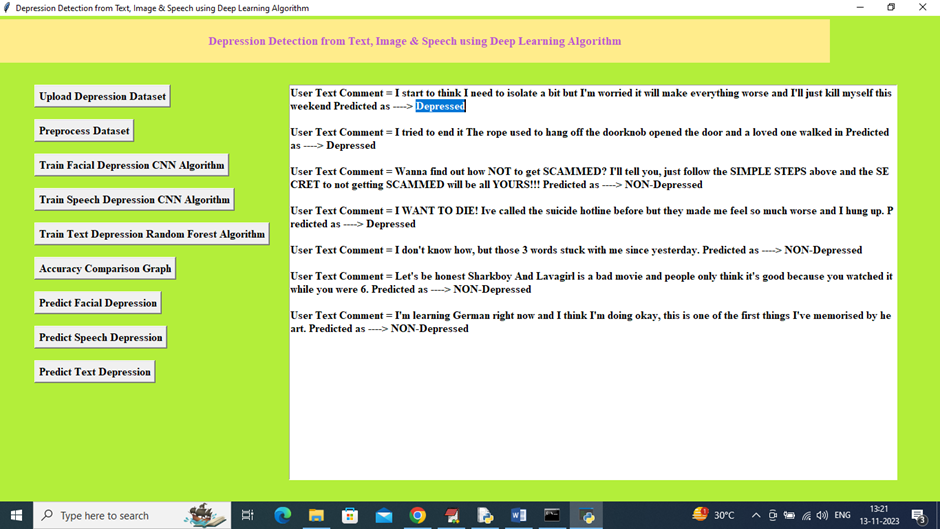 Depression Detection from Text, Image & Speech using Deep Learning Algorithm
Depression Detection from Text, Image & Speech using Deep Learning Algorithm
Upload Depression Dataset
Preprocess Dataset
Train Facial Depression CNN Algorithm
Train Speech Depression CNN Algorithm
Train Text Depression Random Forest Algorithm
Accuracy Comparison Graph
Predict Facial Depression
Predict Speech Depression
Predict Text Depression
User Text Comment = I start to think I need to isolate a bit but I'm worried it will make everything worse and I'll just kill myself this
weekend Predicted as ----> Depressed
User Text Comment = I tried to end it The rope used to hang off the doorknob opened the door and a loved one walked in Predicted
as ----> Depressed
User Text Comment = Wanna find out how NOT to get SCAMMED? I'll tell you, just follow the SIMPLE STEPS above and the SE
CRET to not getting SCAMMED will be all YOURS!!! Predicted as ----> NON-Depressed
User Text Comment = I WANT TO DIE! Ive called the suicide hotline before but they made me feel so much worse and I hung up. P
redicted as ----> Depressed
User Text Comment = I don't know how, but those 3 words stuck with me since yesterday. Predicted as ----> NON-Depressed
User Text Comment = Let's be honest Sharkboy And Lavagirl is a bad movie and people only think it's good because you watched it
while you were 6. Predicted as ----> NON-Depressed
User Text Comment = I'm learning German right now and I think I'm doing okay, this is one of the first things I've memorised by he
art. Predicted as ----> NON-Depressed
Type here to search
30°C
ENG
13:21
13-11-2023
3